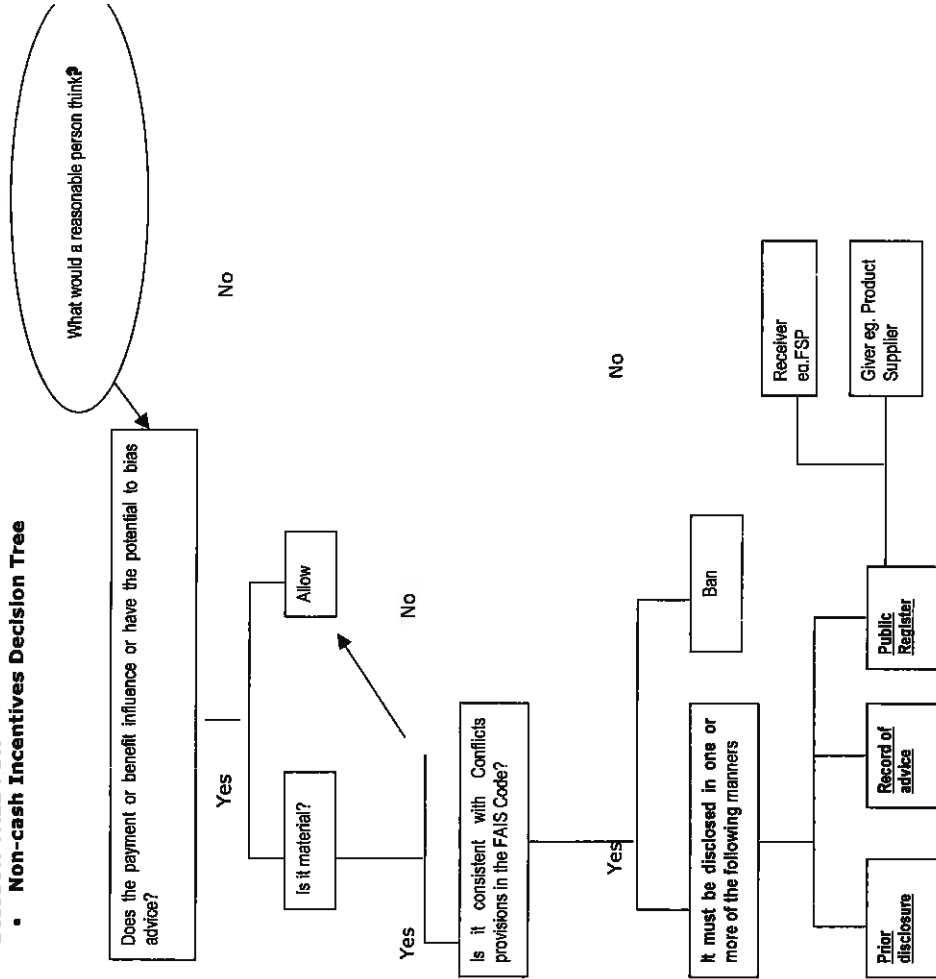 • Non-cash Incentives Decision Tree
What would a reasonable person think?
Does the payment or benefit influence or have the potential to bias
advice?
Yes
No
Is it material?
Allow
Yes
No
Is it consistent with Conflicts
provisions in the FAIS Code?
Yes
No
It must be disclosed in one or
more of the following manners
Ban
Prior
disclosure
Record of
advice
Public
Register
Receiver
eg.FSP
Giver eg. Product
Supplier